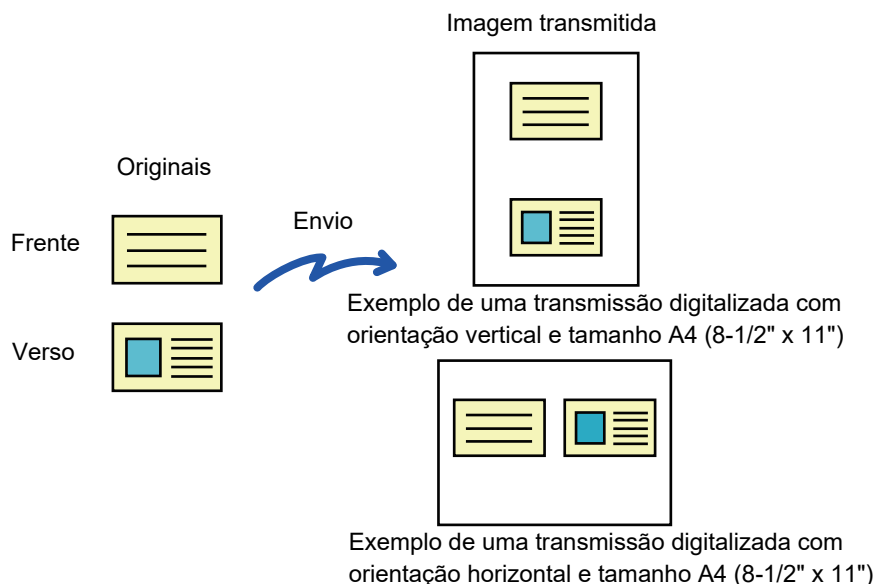 Imagem transmitida
Originais
Frente
Envio
Verso
Exemplo de uma transmissão digitalizada com
orientação vertical e tamanho A4 (8-1/2" x 11")
Exemplo de uma transmissão digitalizada com
orientação horizontal e tamanho A4 (8-1/2" x 11")